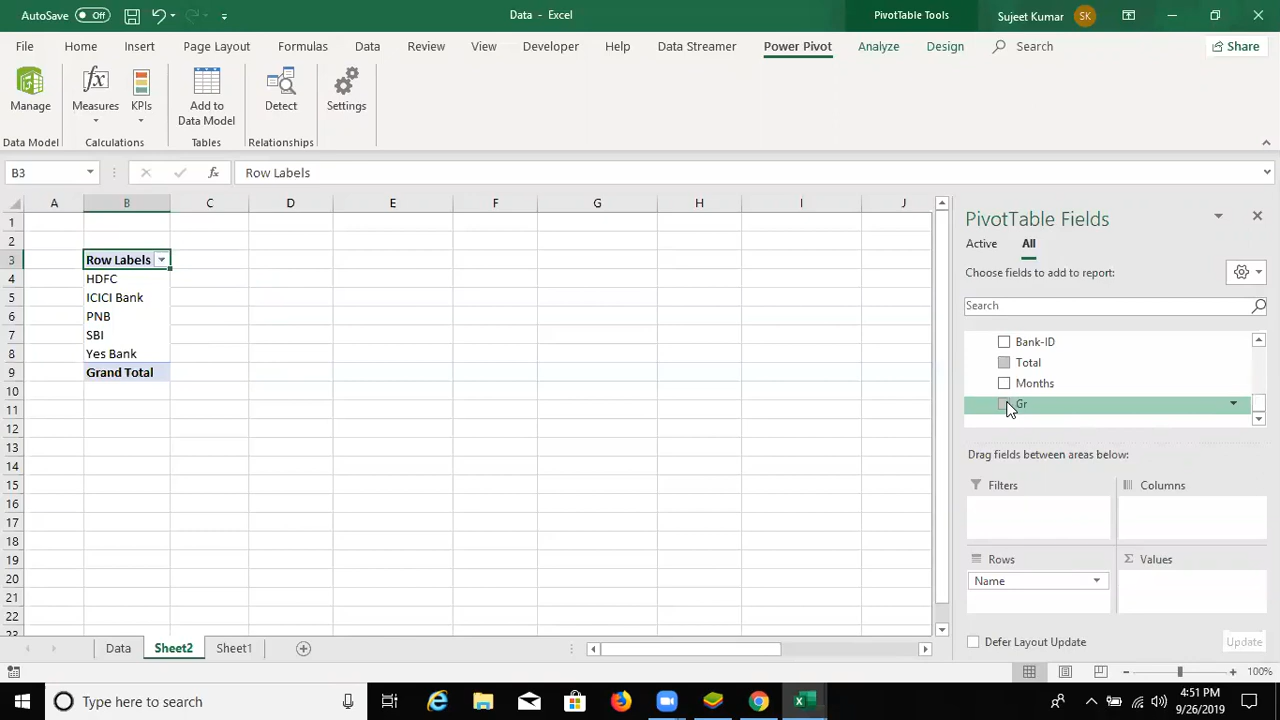 AutoSave Off Data - Excel PivotTable Tools Sujeet Kumar SK
File Home Insert Page Layout Formulas Data Review View Developer Help Data Streamer Power Pivot Analyze Design Search Share
Manage Measures KPIs Add to Data Model Detect Settings
Data Model Calculations Tables Relationships
B3 fx Row Labels
A B C D E F G H I J
1
2
3 Row Labels
4 HDFC
5 ICICI Bank
6 PNB
7 SBI
8 Yes Bank
9 Grand Total
10
11
12
13
14
15
16
17
18
19
20
21
22
23
PivotTable Fields
Active All
Choose fields to add to report:
Search
Bank-ID
Total
Months
Gr
Drag fields between areas below:
Filters Columns
Rows Σ Values
Name
Defer Layout Update Update
Data Sheet2 Sheet1
100%
Type here to search
4:51 PM
9/26/2019